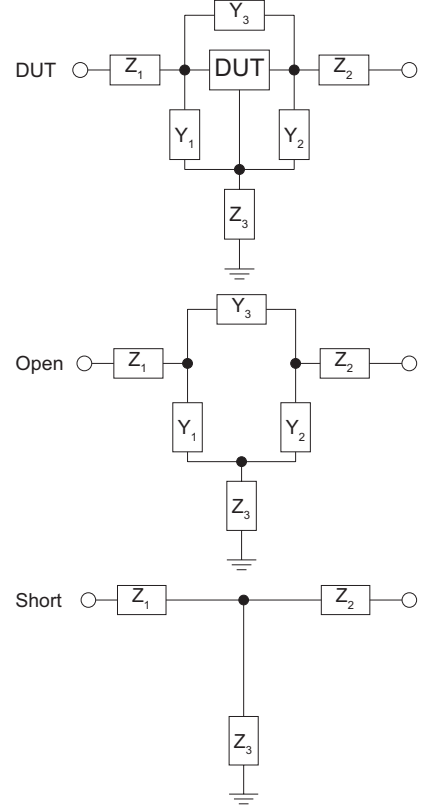 Y₃
DUT Z₁ DUT Z₂
Y₁ Y₂
Z₃
Y₃
Open Z₁ Z₂
Y₁ Y₂
Z₃
Short Z₁ Z₂
Z₃